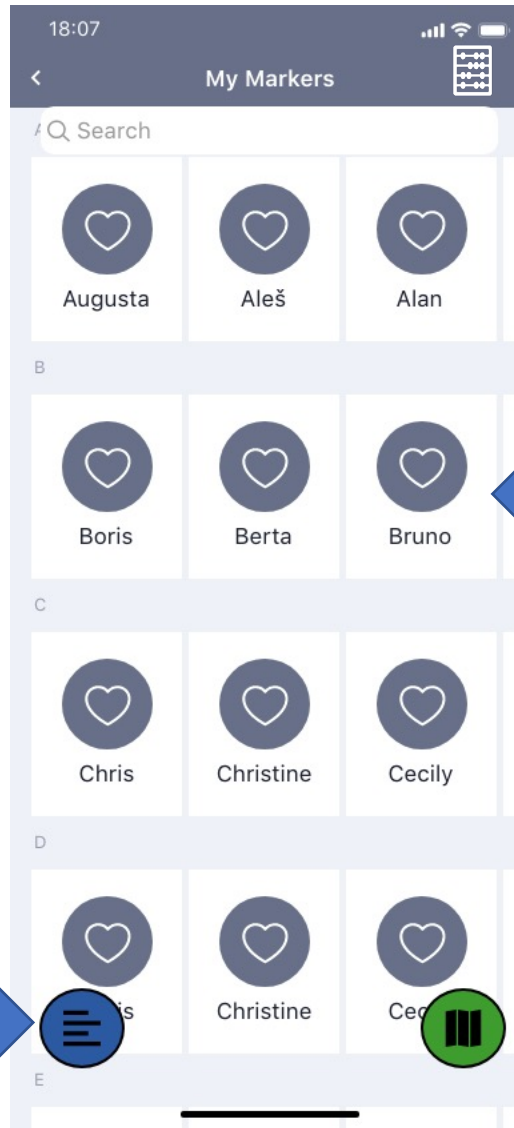 18:07
My Markers
A
Search
Augusta Aleš Alan
B
Boris Berta Bruno
C
Chris Christine Cecily
D
Christine
E